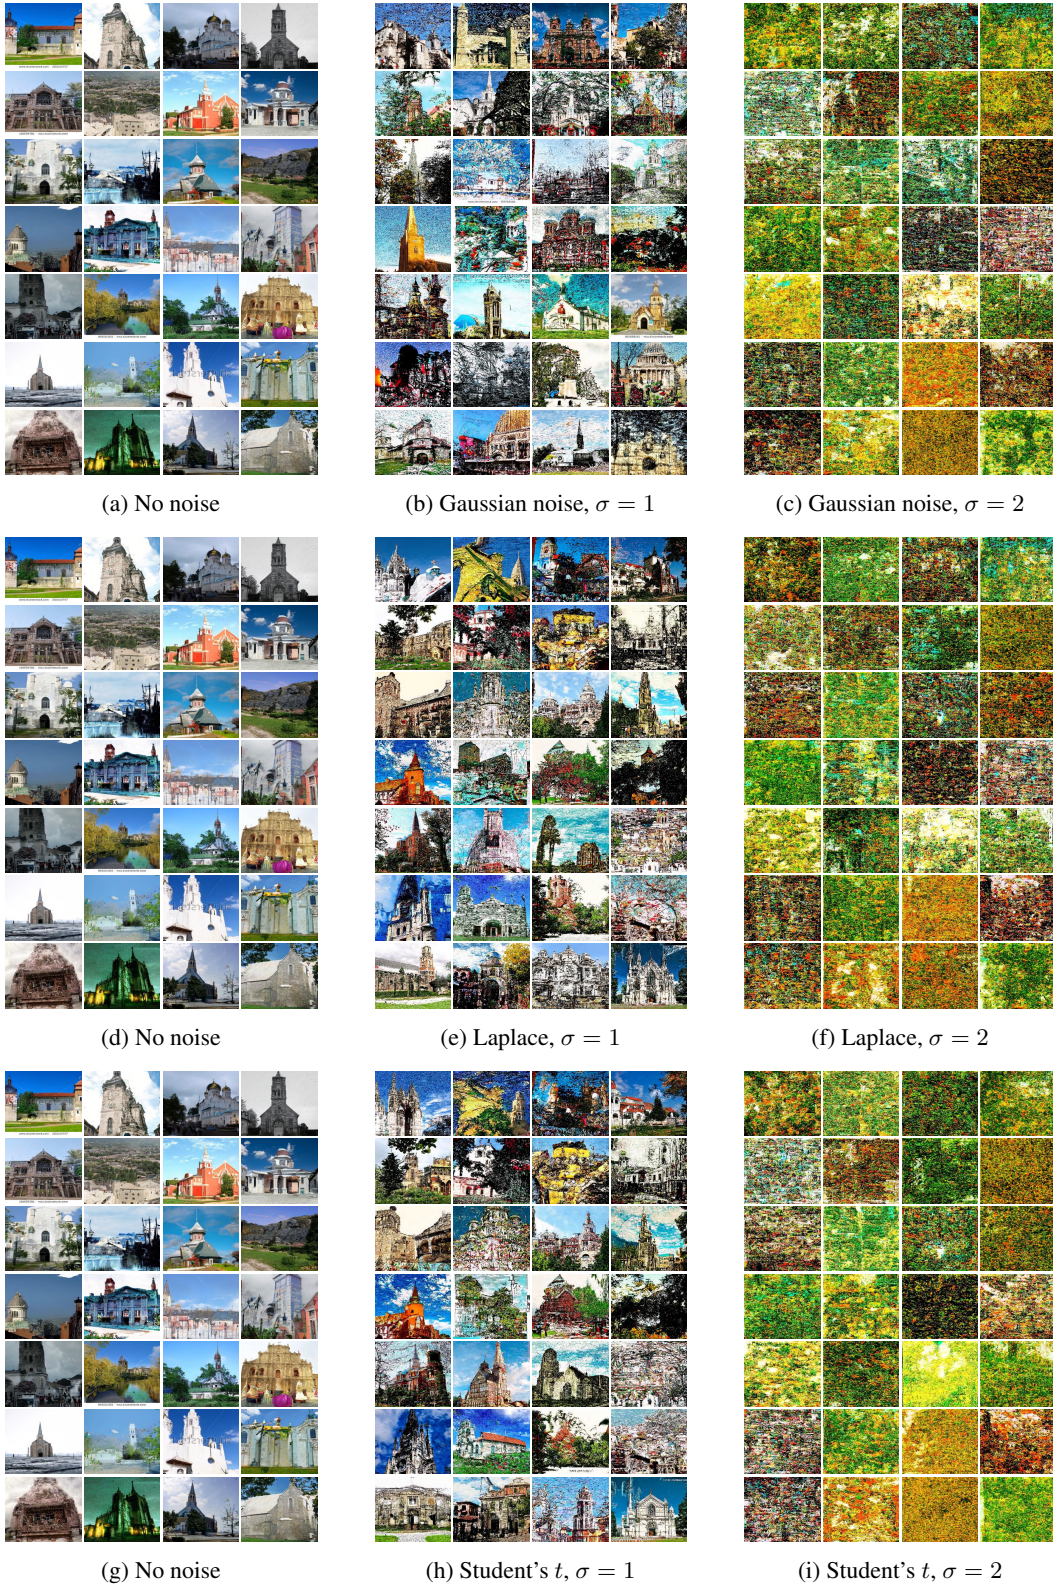 (a) No noise
(b) Gaussian noise, σ = 1
(c) Gaussian noise, σ = 2
(d) No noise
(e) Laplace, σ = 1
(f) Laplace, σ = 2
(g) No noise
(h) Student's t, σ = 1
(i) Student's t, σ = 2